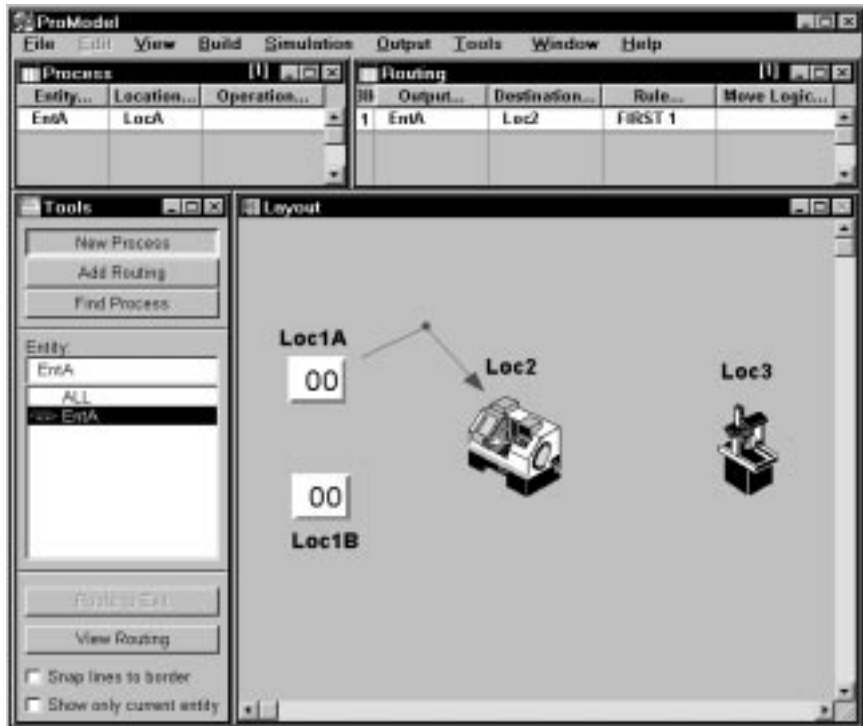 ProModel
File Edit View Build Simulation Output Tools Window Help
Process [1]
Entity... Location... Operation...
EntA LocA
Routing [1]
Output... Destination... Rule... Move Logic...
1 EntA Loc2 FIRST 1
Tools
New Process
Add Routing
Find Process
Entity:
EntA
ALL
EntA
Route to Exit
View Routing
Snap lines to border
Show only current entity
Layout
Loc1A
00
Loc2
Loc3
00
Loc1B